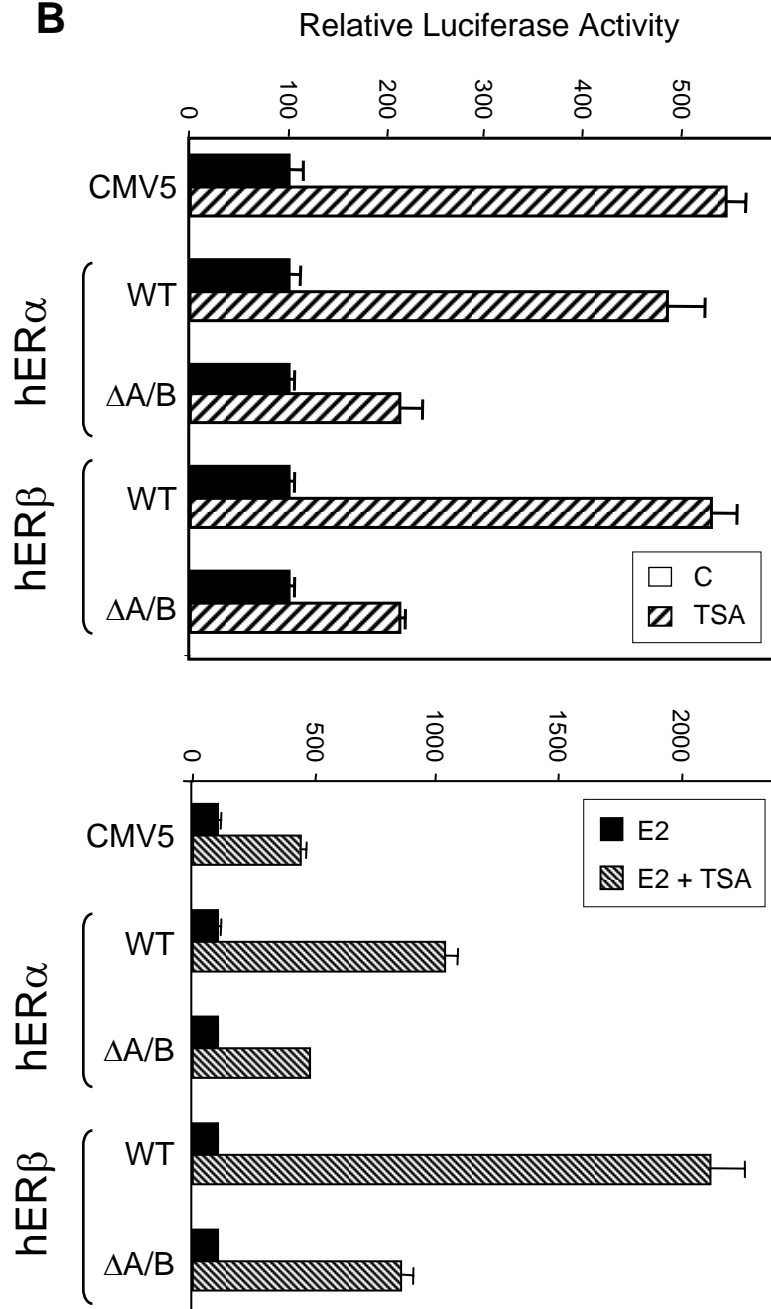 B
Relative Luciferase Activity
0 100 200 300 400 500
CMV5
hERα
WT
ΔA/B
hERβ
WT
ΔA/B
C
TSA
0 500 1000 1500 2000
CMV5
hERα
WT
ΔA/B
hERβ
WT
ΔA/B
E2
E2 + TSA